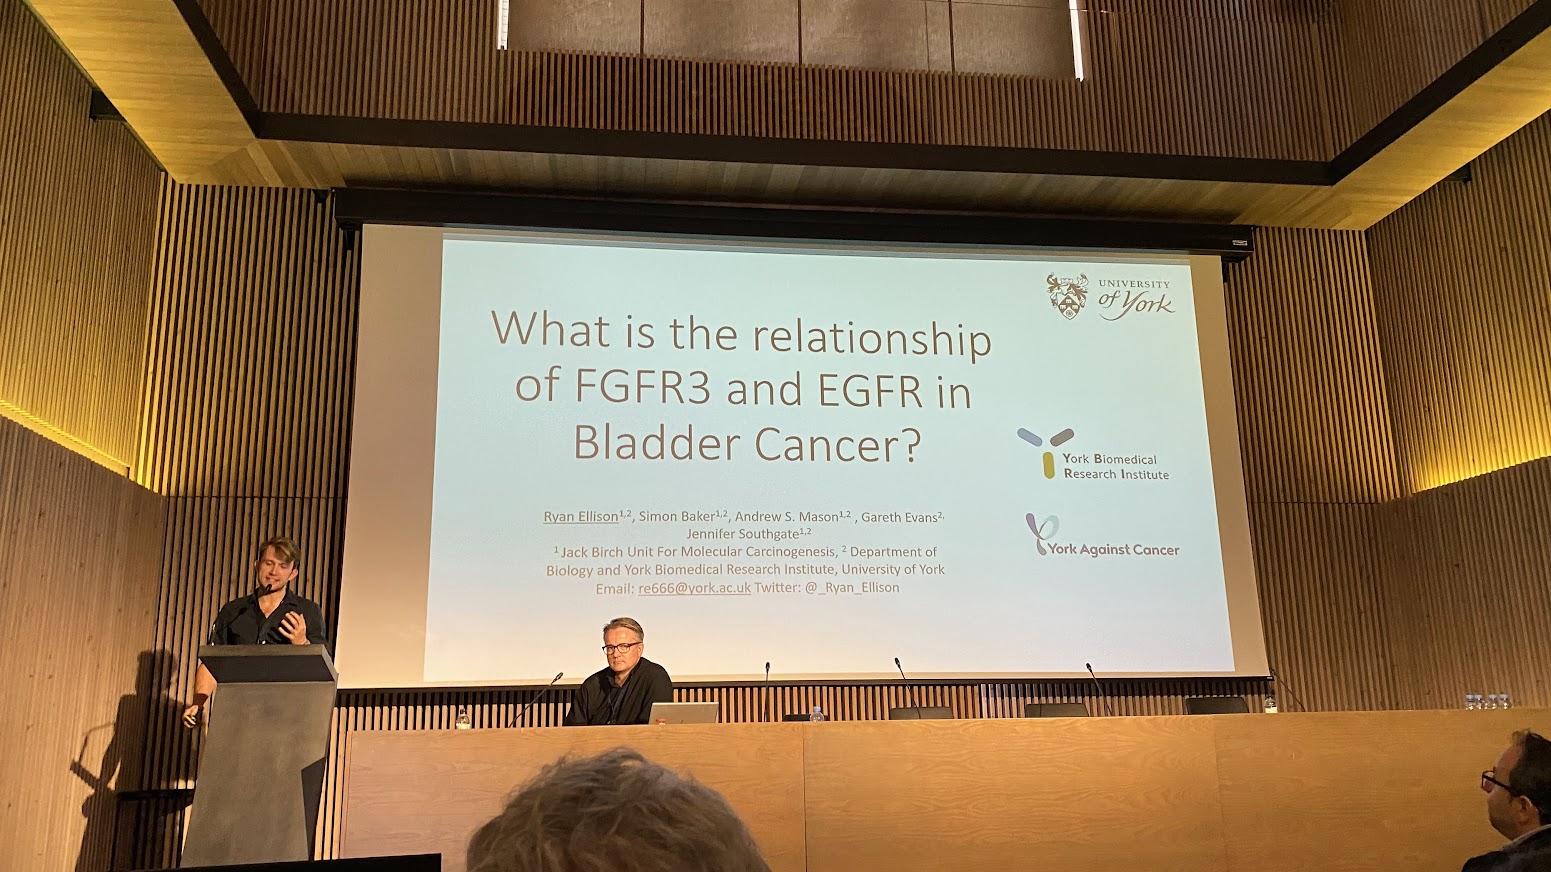 What is the relationship
of FGFR3 and EGFR in
Bladder Cancer?
UNIVERSITY
of York
York Biomedical
Research Institute
York Against Cancer
Ryan Ellison1,2, Simon Baker1,2, Andrew S. Mason1,2 , Gareth Evans2,
Jennifer Southgate1,2
1 Jack Birch Unit For Molecular Carcinogenesis, 2 Department of
Biology and York Biomedical Research Institute, University of York
Email: re666@york.ac.uk Twitter: @_Ryan_Ellison